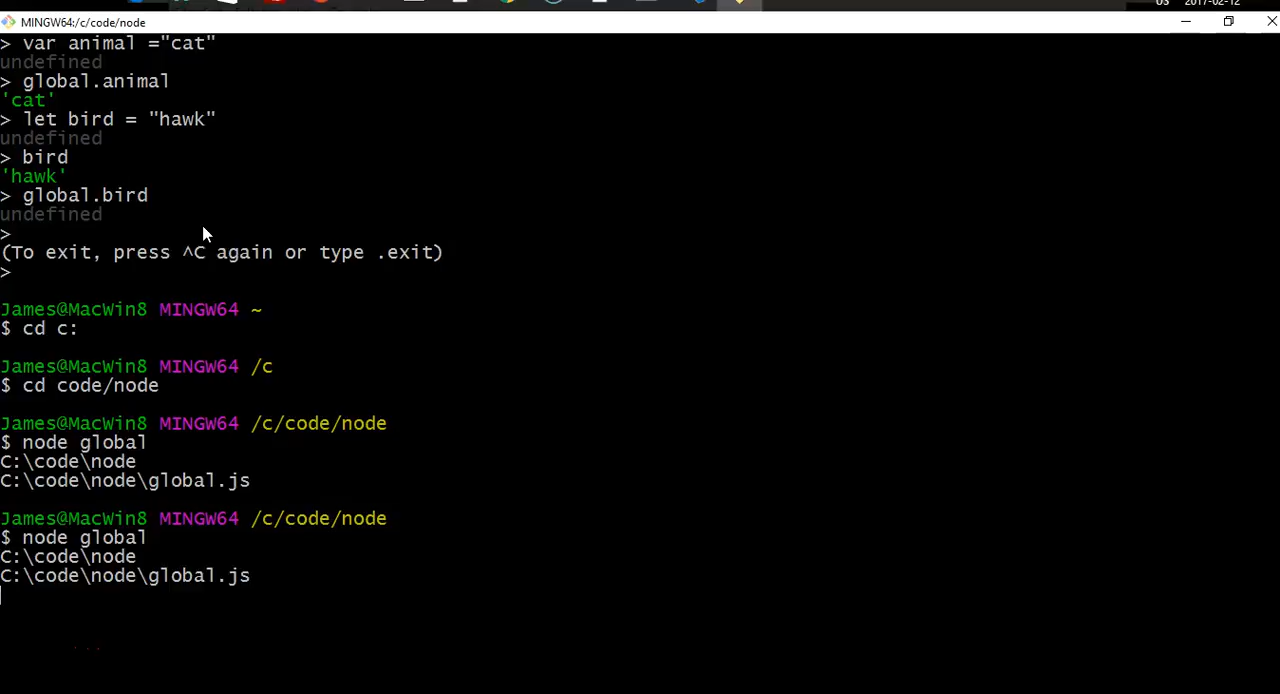 2017-02-12
MINGW64:/c/code/node
> var animal ="cat"
undefined
> global.animal
'cat'
> let bird = "hawk"
undefined
> bird
'hawk'
> global.bird
undefined
>
(To exit, press ^C again or type .exit)
>
James@MacWin8 MINGW64 ~
$ cd c:
James@MacWin8 MINGW64 /c
$ cd code/node
James@MacWin8 MINGW64 /c/code/node
$ node global
C:\code\node
C:\code\node\global.js
James@MacWin8 MINGW64 /c/code/node
$ node global
C:\code\node
C:\code\node\global.js